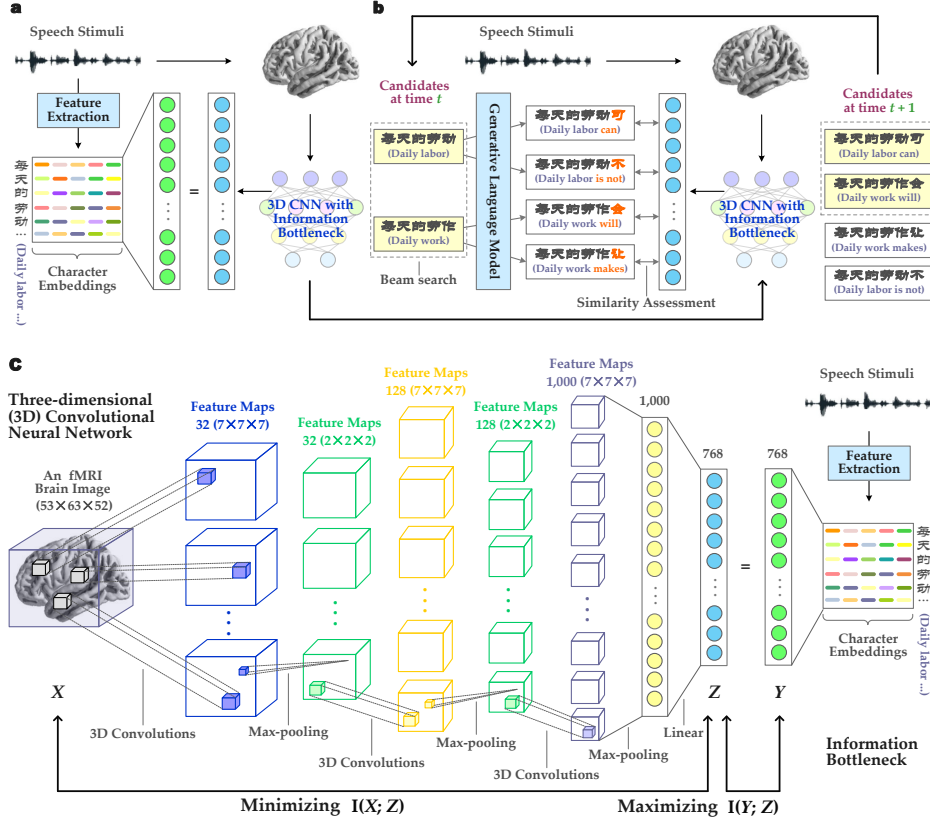 a
Speech Stimuli
Feature
Extraction
每天的劳动…
(Daily labor ...)
Character
Embeddings
=
3D CNN with
Information
Bottleneck
b
Speech Stimuli
Candidates
at time t
每天的劳动
(Daily labor)
每天的劳作
(Daily work)
Beam search
Generative Language Model
每天的劳动可
(Daily labor can)
每天的劳动不
(Daily labor is not)
每天的劳作会
(Daily work will)
每天的劳作让
(Daily work makes)
Similarity Assessment
3D CNN with
Information
Bottleneck
Candidates
at time t + 1
每天的劳动可
(Daily labor can)
每天的劳作会
(Daily work will)
每天的劳作让
(Daily work makes)
每天的劳动不
(Daily labor is not)
c
Three-dimensional
(3D) Convolutional
Neural Network
An fMRI
Brain Image
(53×63×52)
Feature Maps
32 (7×7×7)
Feature Maps
32 (2×2×2)
Feature Maps
128 (7×7×7)
Feature Maps
128 (2×2×2)
Feature Maps
1,000 (7×7×7)
1,000
768
=
768
Speech Stimuli
Feature
Extraction
每天的劳动…
(Daily labor ...)
Character
Embeddings
X
3D Convolutions
Max-pooling
3D Convolutions
Max-pooling
3D Convolutions
Max-pooling
Linear
Z
Y
Information
Bottleneck
Minimizing I(X; Z)
Maximizing I(Y; Z)